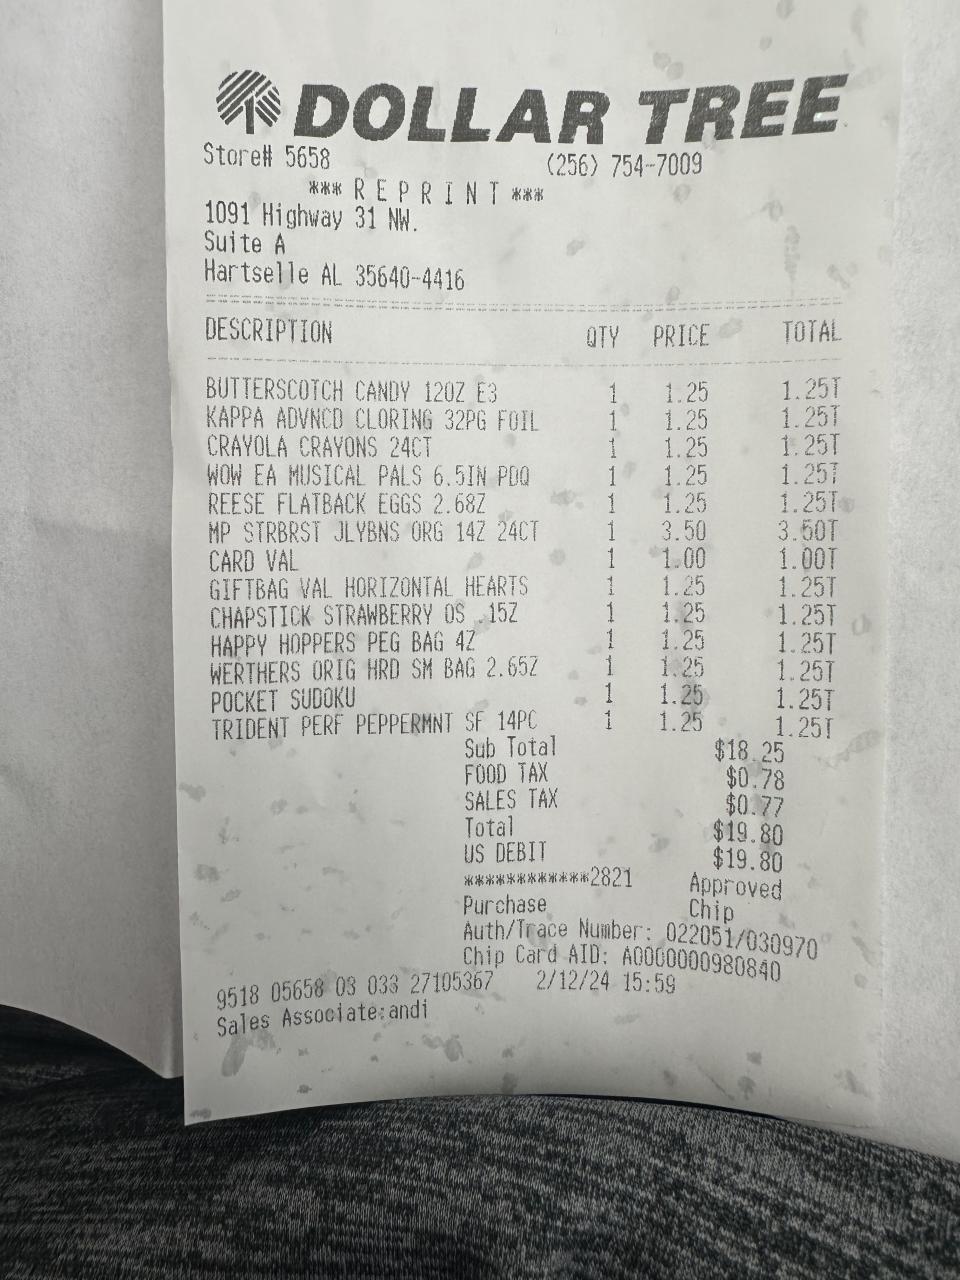 DOLLAR TREE
Store# 5658 (256) 754-7009
*** R E P R I N T ***
1091 Highway 31 NW.
Suite A
Hartselle AL 35640-4416
DESCRIPTION QTY PRICE TOTAL
BUTTERSCOTCH CANDY 12OZ E3 1 1.25 1.25T
KAPPA ADVNCD CLORING 32PG FOIL 1 1.25 1.25T
CRAYOLA CRAYONS 24CT 1 1.25 1.25T
WOW EA MUSICAL PALS 6.5IN PDQ 1 1.25 1.25T
REESE FLATBACK EGGS 2.68Z 1 1.25 1.25T
MP STRBRST JLYBNS ORG 14Z 24CT 1 3.50 3.50T
CARD VAL 1 1.00 1.00T
GIFTBAG VAL HORIZONTAL HEARTS 1 1.25 1.25T
CHAPSTICK STRAWBERRY OS .15Z 1 1.25 1.25T
HAPPY HOPPERS PEG BAG 4Z 1 1.25 1.25T
WERTHERS ORIG HRD SM BAG 2.65Z 1 1.25 1.25T
POCKET SUDOKU 1 1.25 1.25T
TRIDENT PERF PEPPERMNT SF 14PC 1 1.25 1.25T
Sub Total $18.25
FOOD TAX $0.78
SALES TAX $0.77
Total $19.80
US DEBIT $19.80
************2821 Approved
Purchase Chip
Auth/Trace Number: 022051/030970
Chip Card AID: A0000000980840
9518 05658 03 033 27105367 2/12/24 15:59
Sales Associate:andi